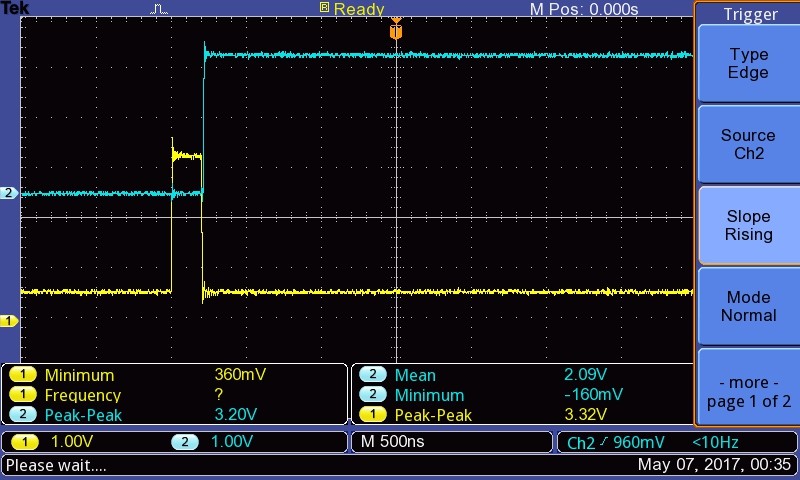 Tek
R Ready
M Pos: 0.000s
Trigger
T
Type
Edge
Source
Ch2
Slope
Rising
Mode
Normal
- more -
page 1 of 2
2
1
1 Minimum 360mV
1 Frequency ?
2 Peak-Peak 3.20V
2 Mean 2.09V
2 Minimum -160mV
1 Peak-Peak 3.32V
1 1.00V 2 1.00V M 500ns Ch2 960mV <10Hz
Please wait.... May 07, 2017, 00:35